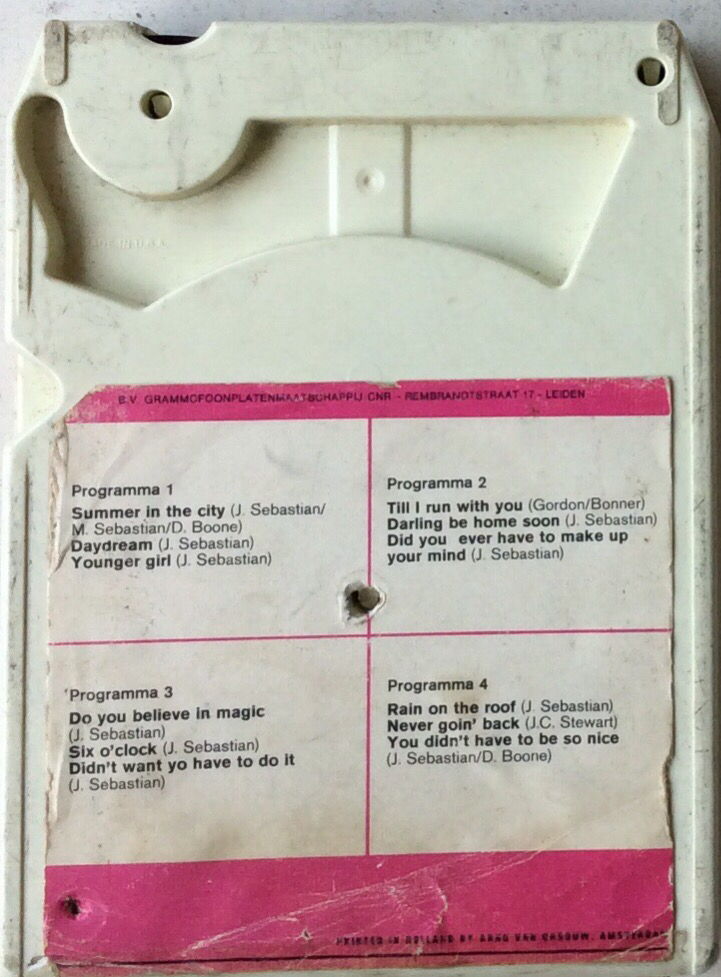 MADE IN U.S.A.
B.V. GRAMMOFOONPLATENMAATSCHAPPIJ CNR - REMBRANDTSTRAAT 17 - LEIDEN
Programma 1
Summer in the city (J. Sebastian/
M. Sebastian/D. Boone)
Daydream (J. Sebastian)
Younger girl (J. Sebastian)
Programma 2
Till I run with you (Gordon/Bonner)
Darling be home soon (J. Sebastian)
Did you ever have to make up
your mind (J. Sebastian)
Programma 3
Do you believe in magic
(J. Sebastian)
Six o'clock (J. Sebastian)
Didn't want yo have to do it
(J. Sebastian)
Programma 4
Rain on the roof (J. Sebastian)
Never goin' back (J.C. Stewart)
You didn't have to be so nice
(J. Sebastian/D. Boone)
PRINTED IN HOLLAND BY VAN AMSTERDAM